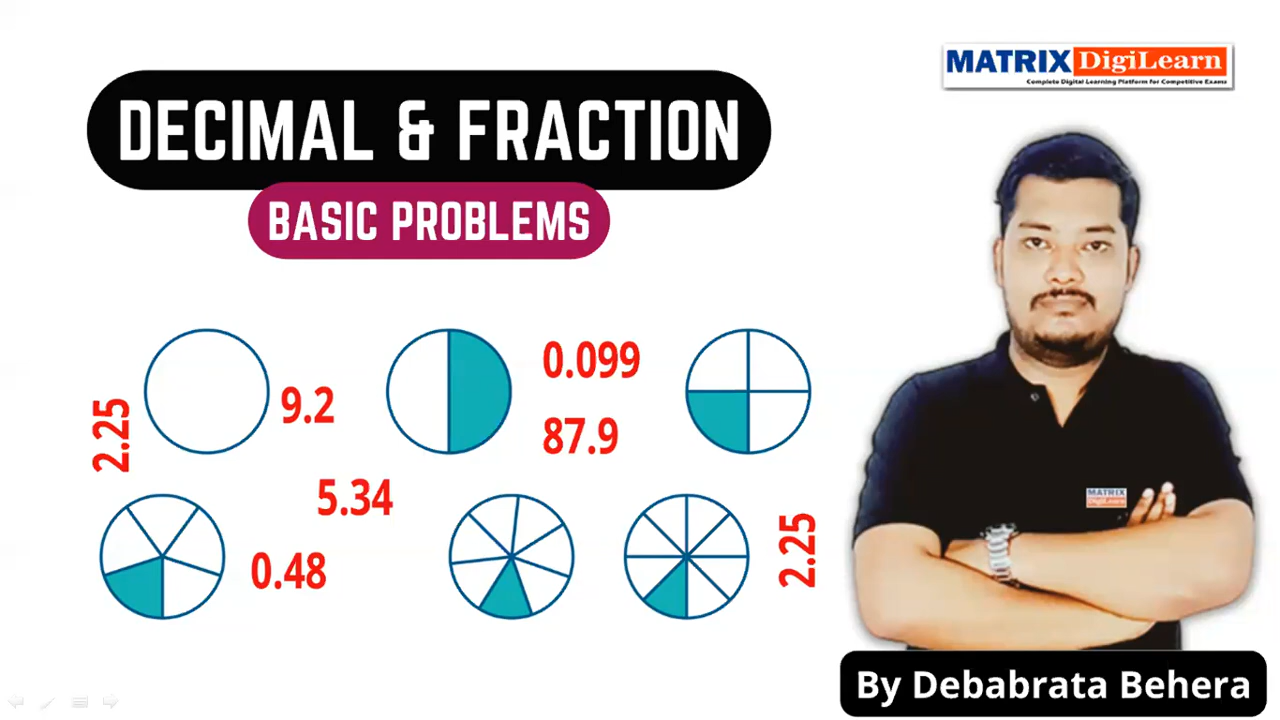 MATRIX DigiLearn
Complete Digital Learning Platform for Competitive Exams
DECIMAL & FRACTION
BASIC PROBLEMS
0.099
9.2
2.25
87.9
5.34
0.48
2.25
MATRIX
DigiLearn
By Debabrata Behera